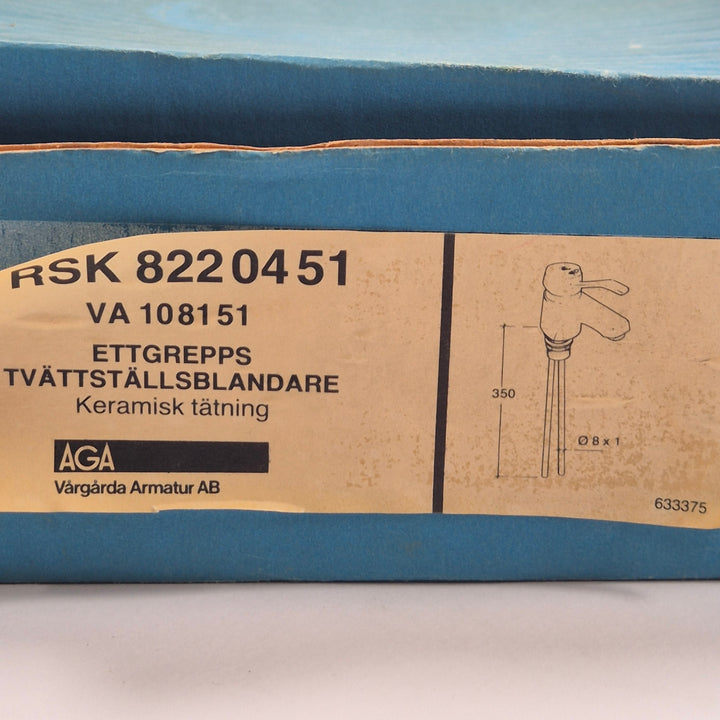 RSK 822 04 51
VA 108151
ETTGREPPS
TVÄTTSTÄLLSBLANDARE
Keramisk tätning
AGA
Vårgårda Armatur AB
350
Ø 8 x 1
633375